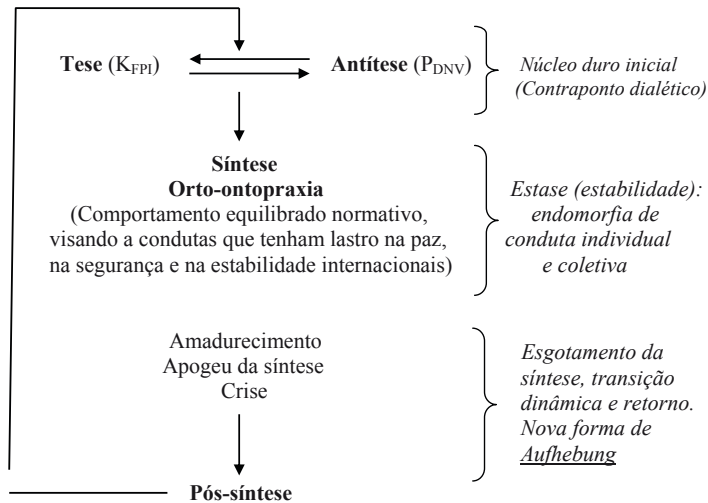 Tese (K_FPI) Antítese (P_DNV)
Núcleo duro inicial
(Contraponto dialético)
Síntese
Orto-ontopraxia
(Comportamento equilibrado normativo,
visando a condutas que tenham lastro na paz,
na segurança e na estabilidade internacionais)
Estase (estabilidade):
endomorfia de
conduta individual
e coletiva
Amadurecimento
Apogeu da síntese
Crise
Esgotamento da
síntese, transição
dinâmica e retorno.
Nova forma de
Aufhebung
Pós-síntese